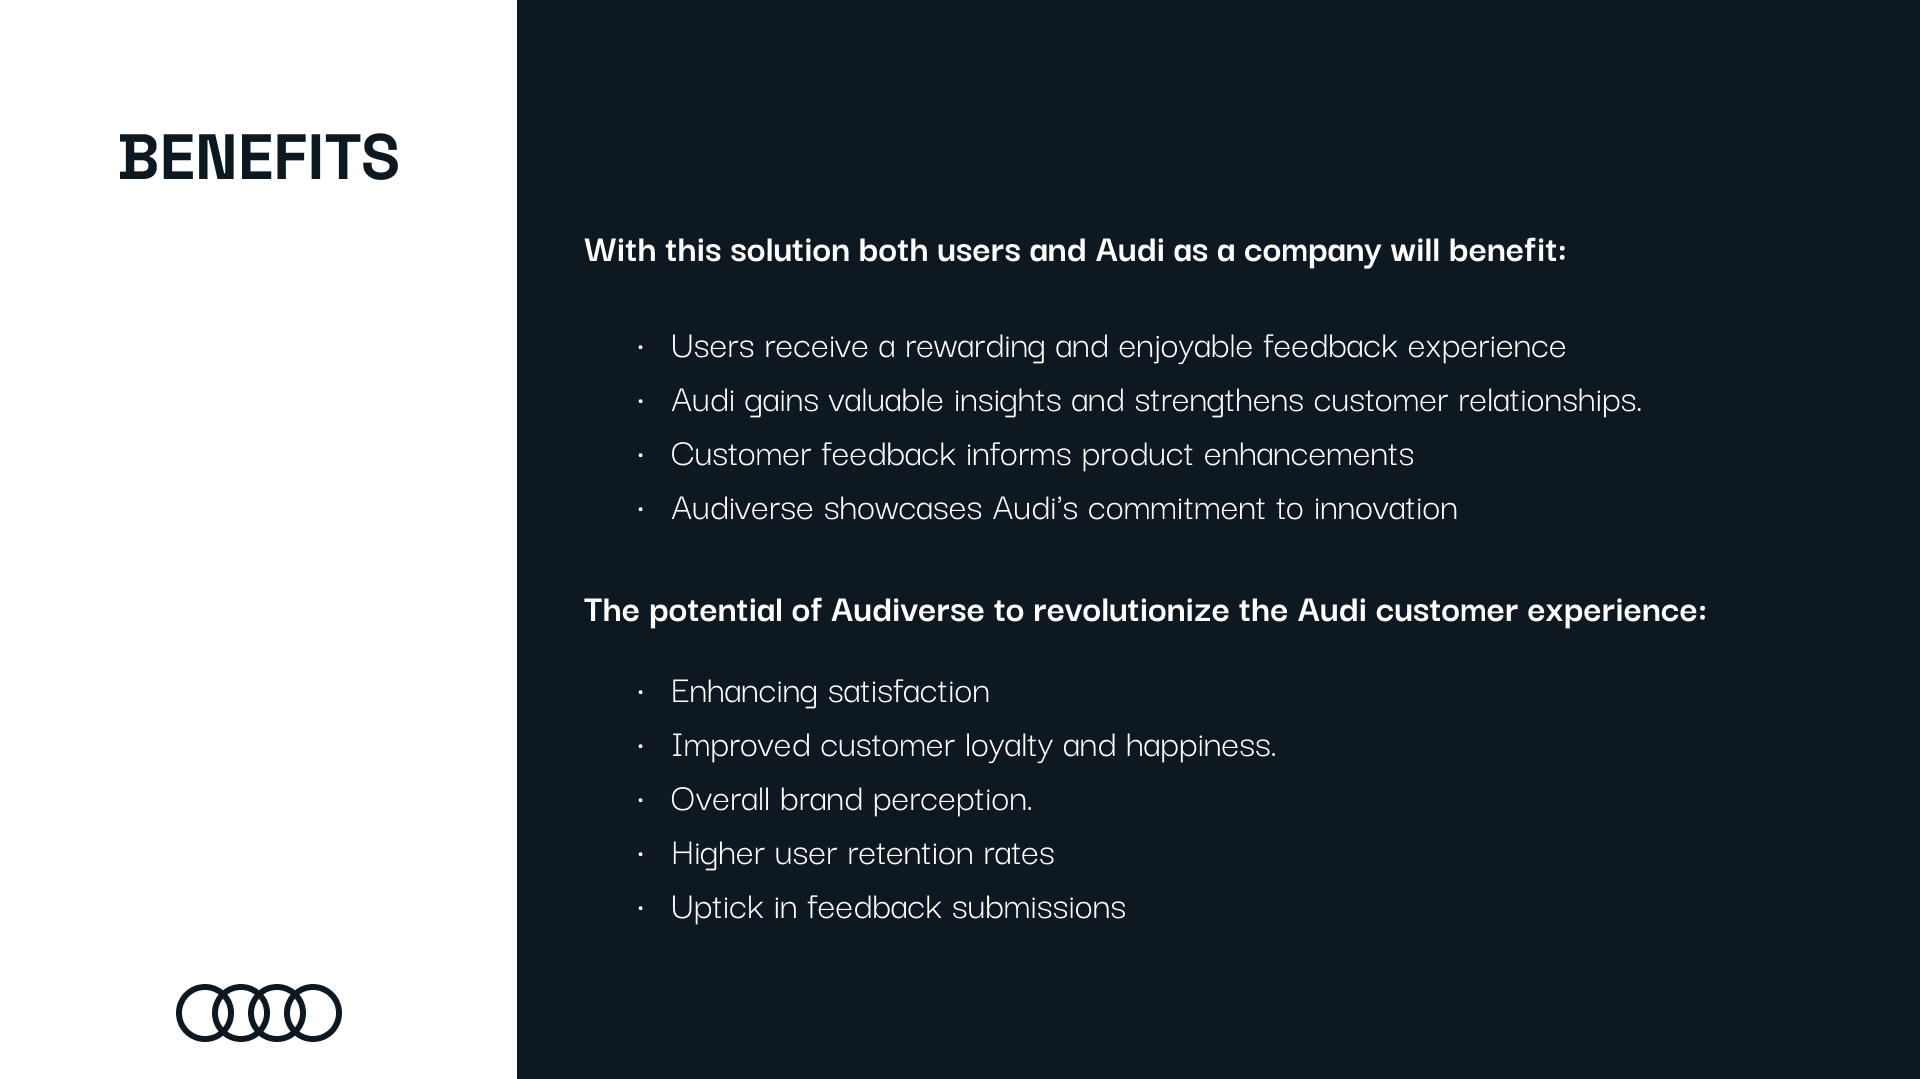 BENEFITS
With this solution both users and Audi as a company will benefit:
· Users receive a rewarding and enjoyable feedback experience
· Audi gains valuable insights and strengthens customer relationships.
· Customer feedback informs product enhancements
· Audiverse showcases Audi’s commitment to innovation
The potential of Audiverse to revolutionize the Audi customer experience:
· Enhancing satisfaction
· Improved customer loyalty and happiness.
· Overall brand perception.
· Higher user retention rates
· Uptick in feedback submissions